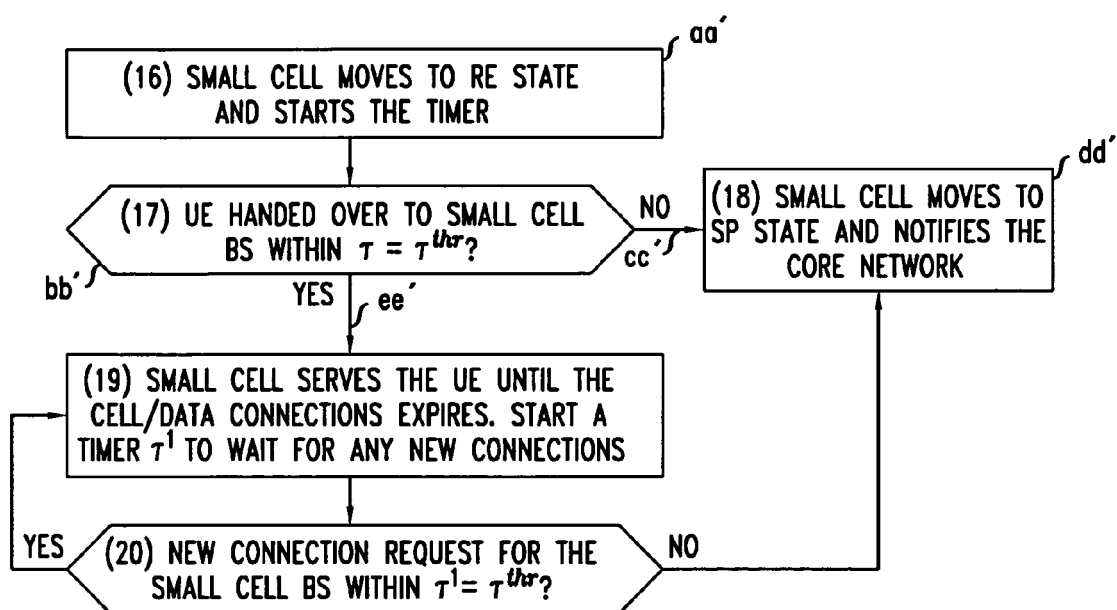 aa′
(16) SMALL CELL MOVES TO RE STATE
AND STARTS THE TIMER
(17) UE HANDED OVER TO SMALL CELL
BS WITHIN τ = τ^thr?
bb′
NO
cc′
dd′
(18) SMALL CELL MOVES TO
SP STATE AND NOTIFIES THE
CORE NETWORK
YES
ee′
(19) SMALL CELL SERVES THE UE UNTIL THE
CELL/DATA CONNECTIONS EXPIRES. START A
TIMER τ^1 TO WAIT FOR ANY NEW CONNECTIONS
YES
(20) NEW CONNECTION REQUEST FOR THE
SMALL CELL BS WITHIN τ^1 = τ^thr?
NO